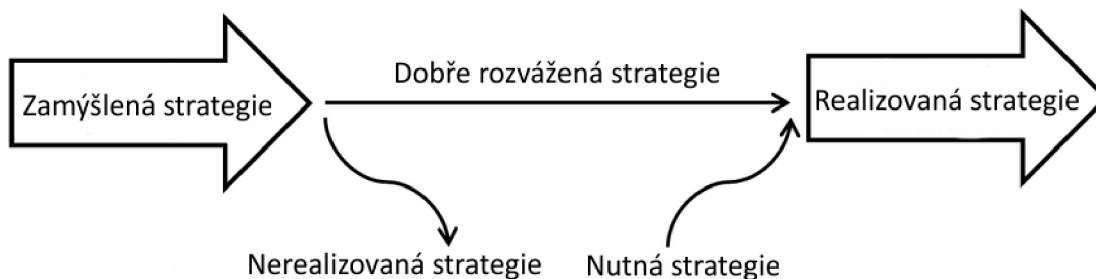 Dobře rozvážená strategie
Zamýšlená strategie
Realizovaná strategie
Nerealizovaná strategie
Nutná strategie